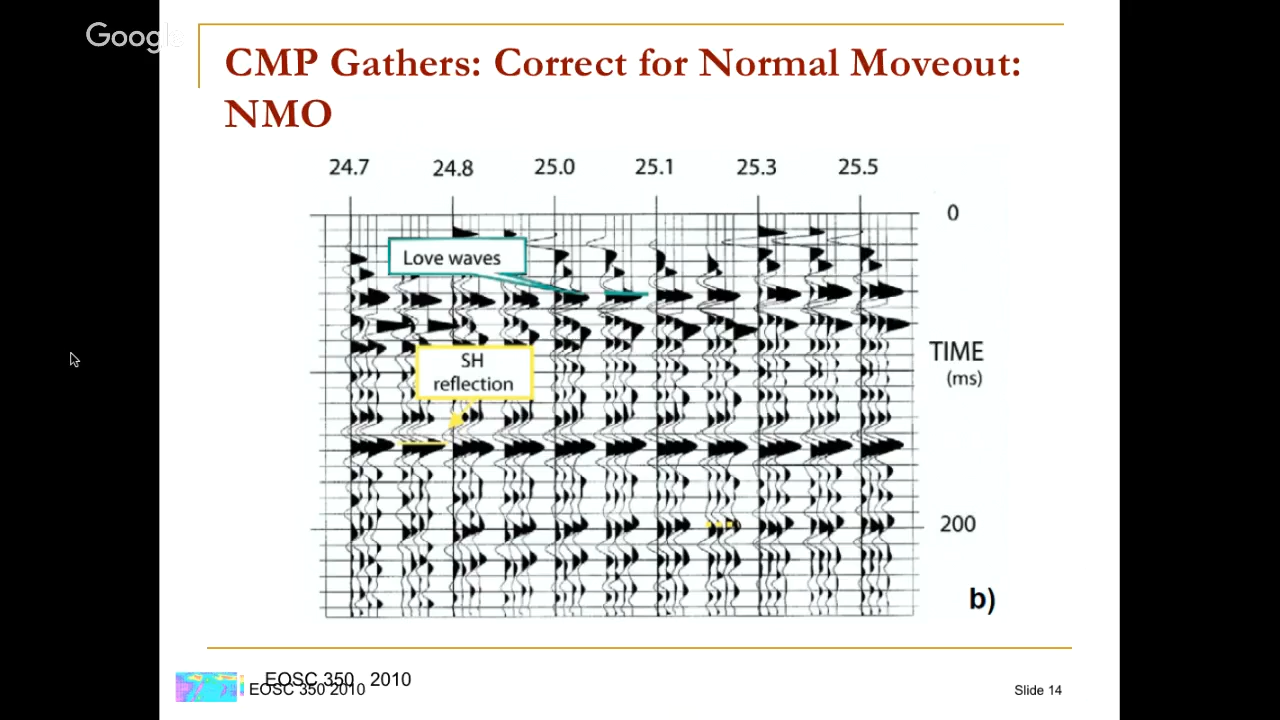 Google
CMP Gathers: Correct for Normal Moveout:
NMO
24.7 24.8 25.0 25.1 25.3 25.5
0
Love waves
TIME
(ms)
SH
reflection
200
b)
EOSC 350 2010
EOSC 350 2010
Slide 14